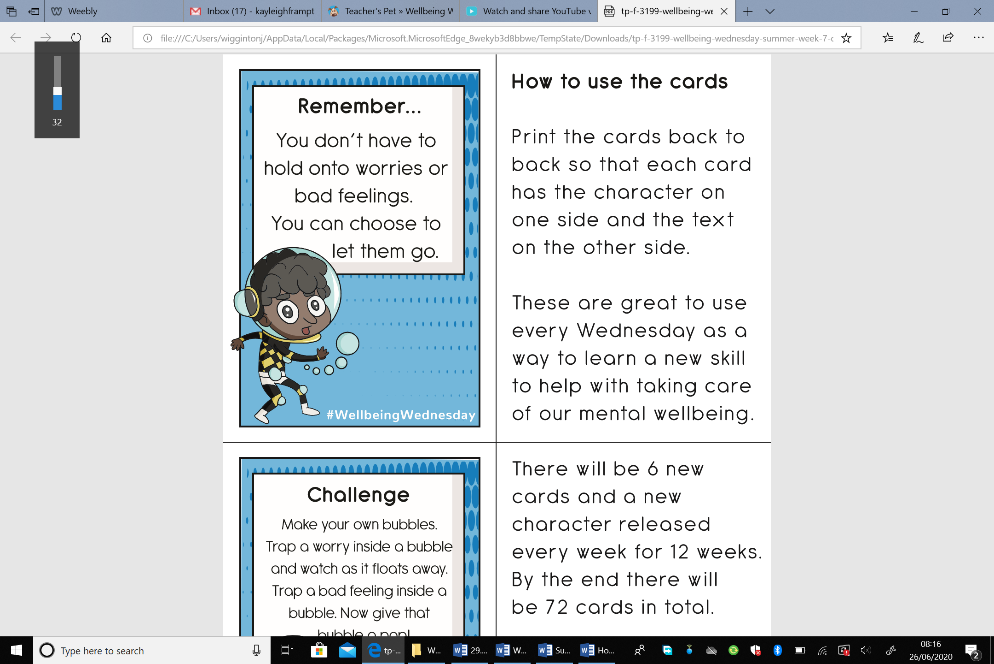 Weebly
Inbox (17) - kayleighframpt
Teacher's Pet » Wellbeing W
Watch and share YouTube v
tp-f-3199-wellbeing-we
file:///C:/Users/wiggintonj/AppData/Local/Packages/Microsoft.MicrosoftEdge_8wekyb3d8bbwe/TempState/Downloads/tp-f-3199-wellbeing-wednesday-summer-week-7-c
32
Remember...
You don't have to
hold onto worries or
bad feelings.
You can choose to
let them go.
#WellbeingWednesday
How to use the cards
Print the cards back to
back so that each card
has the character on
one side and the text
on the other side.
These are great to use
every Wednesday as a
way to learn a new skill
to help with taking care
of our mental wellbeing.
Challenge
Make your own bubbles.
Trap a worry inside a bubble
and watch as it floats away.
Trap a bad feeling inside a
bubble. Now give that
bubble a pop!
There will be 6 new
cards and a new
character released
every week for 12 weeks.
By the end there will
be 72 cards in total.
Type here to search
tp-...
W...
29...
W...
Su...
Ho...
08:16
26/06/2020
2